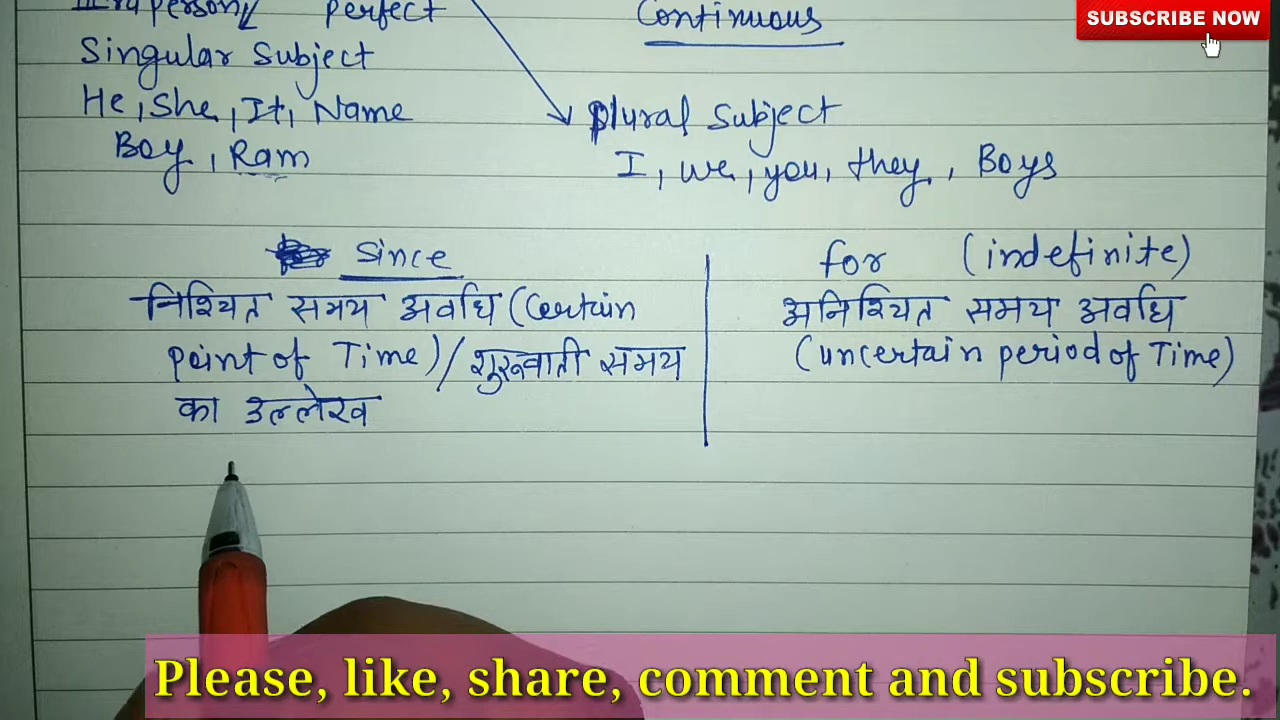 perfect
Continuous
SUBSCRIBE NOW
Singular Subject
He, She, It, Name
Plural Subject
Boy, Ram
I, we, you, they, Boys
Since
for (indefinite)
निश्चित समय अवधि (Certain
अनिश्चित समय अवधि
point of Time) / शुरुवाती समय
(uncertain period of Time)
का उल्लेख
Please, like, share, comment and subscribe.